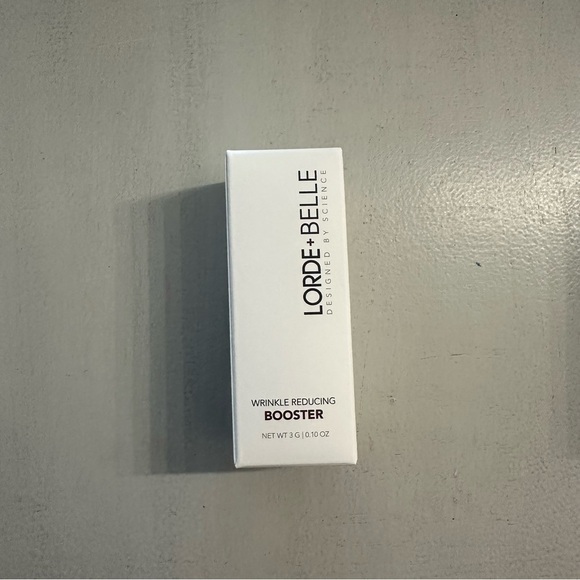 LORDE+BELLE
DESIGNED BY SCIENCE
WRINKLE REDUCING
BOOSTER
NET WT 3 G | 0.10 OZ